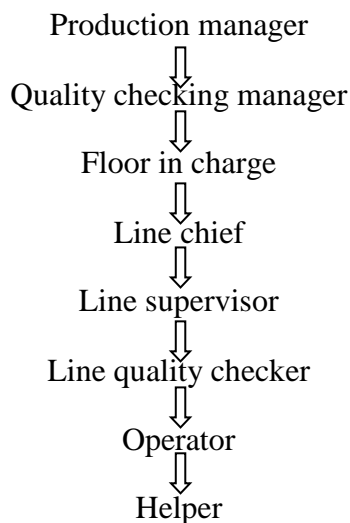 Production manager
Quality checking manager
Floor in charge
Line chief
Line supervisor
Line quality checker
Operator
Helper